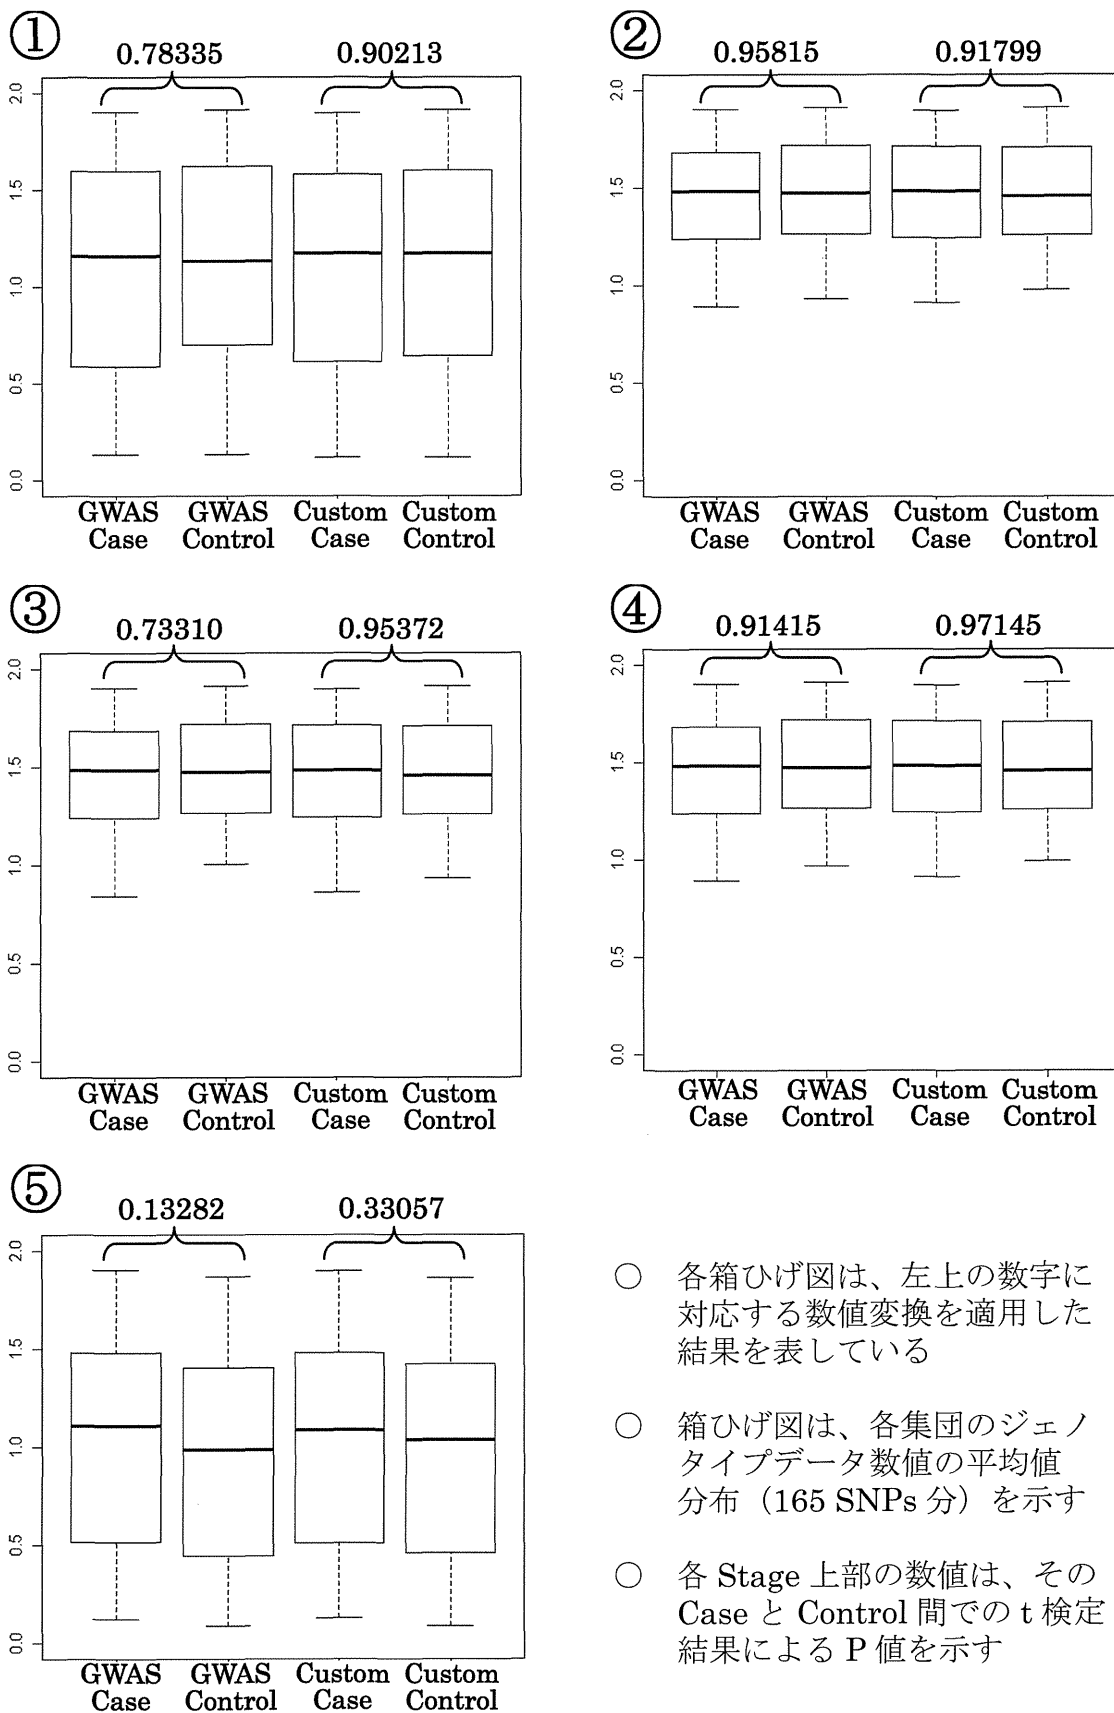 ①
0.78335 0.90213
2.0
1.5
1.0
0.5
0.0
GWAS GWAS Custom Custom
Case Control Case Control
②
0.95815 0.91799
2.0
1.5
1.0
0.5
0.0
GWAS GWAS Custom Custom
Case Control Case Control
③
0.73310 0.95372
2.0
1.5
1.0
0.5
0.0
GWAS GWAS Custom Custom
Case Control Case Control
④
0.91415 0.97145
2.0
1.5
1.0
0.5
0.0
GWAS GWAS Custom Custom
Case Control Case Control
⑤
0.13282 0.33057
2.0
1.5
1.0
0.5
0.0
GWAS GWAS Custom Custom
Case Control Case Control
○ 各箱ひげ図は、左上の数字に
対応する数値変換を適用した
結果を表している
○ 箱ひげ図は、各集団のジェノ
タイプデータ数値の平均値
分布（165 SNPs 分）を示す
○ 各 Stage 上部の数値は、その
Case と Control 間での t 検定
結果による P 値を示す